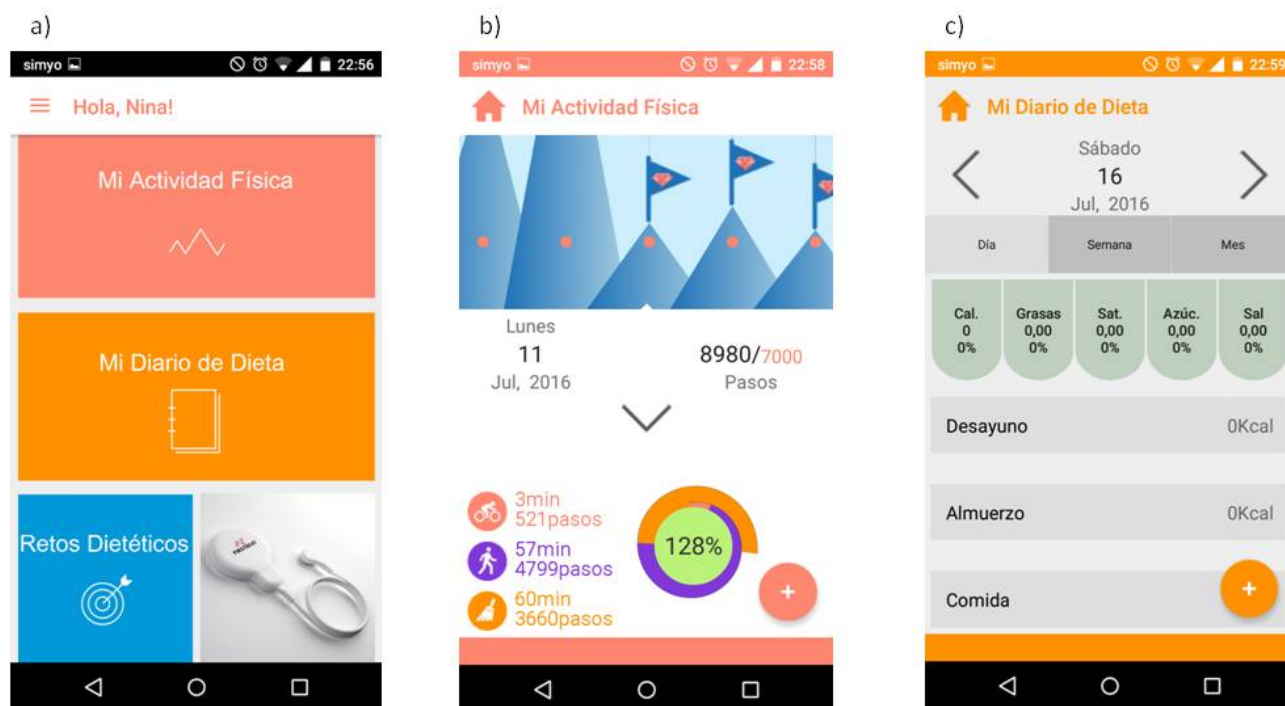 a)
simyo
22:56
Hola, Nina!
Mi Actividad Física
Mi Diario de Dieta
Retos Dietéticos
b)
simyo
22:58
Mi Actividad Física
Lunes
11
Jul, 2016
8980/7000
Pasos
3min
521pasos
57min
4799pasos
60min
3660pasos
128%
+
c)
simyo
22:59
Mi Diario de Dieta
Sábado
16
Jul, 2016
Día
Semana
Mes
Cal.
0
0%
Grasas
0,00
0%
Sat.
0,00
0%
Azúc.
0,00
0%
Sal
0,00
0%
Desayuno
0Kcal
Almuerzo
0Kcal
Comida
+